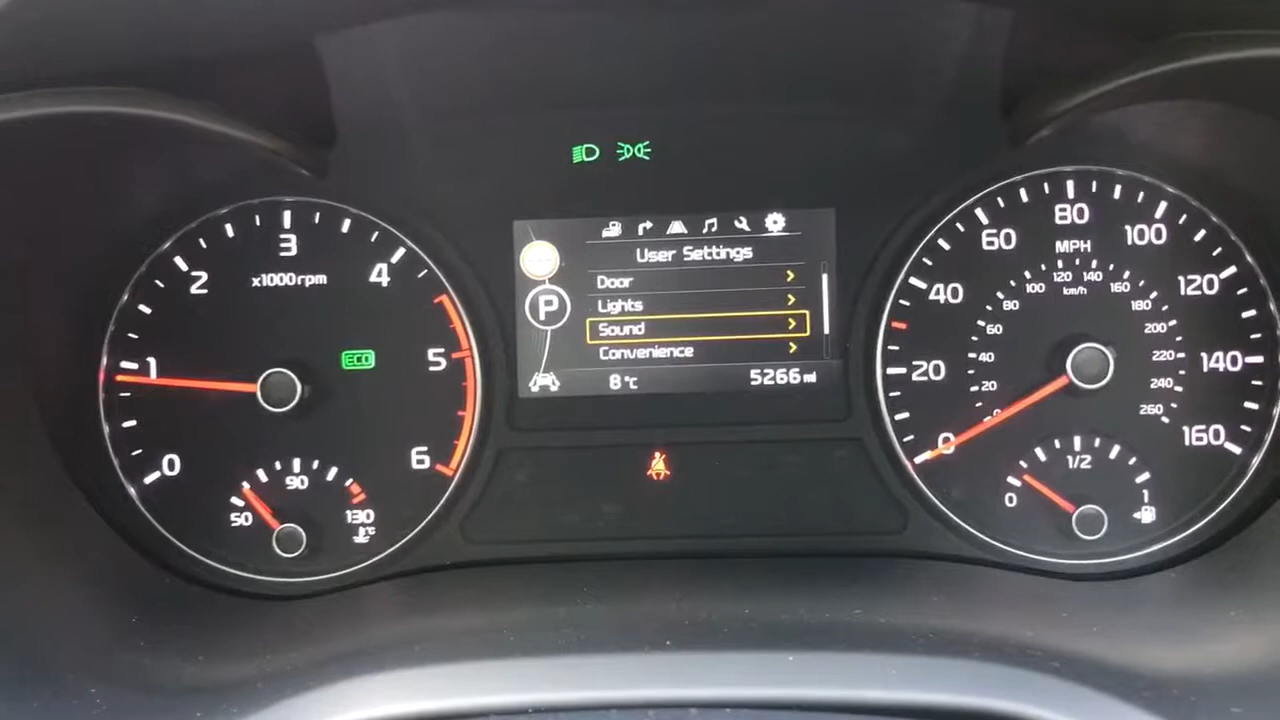 User Settings
Door
Lights
Sound
Convenience
8°C
5266 mi
P
0
1
2
3
4
5
6
x1000rpm
ECO
50
90
130
°C
0
20
40
60
80
100
120
140
160
MPH
0
20
40
60
80
100
120
140
160
180
200
220
240
260
km/h
0
1/2
1